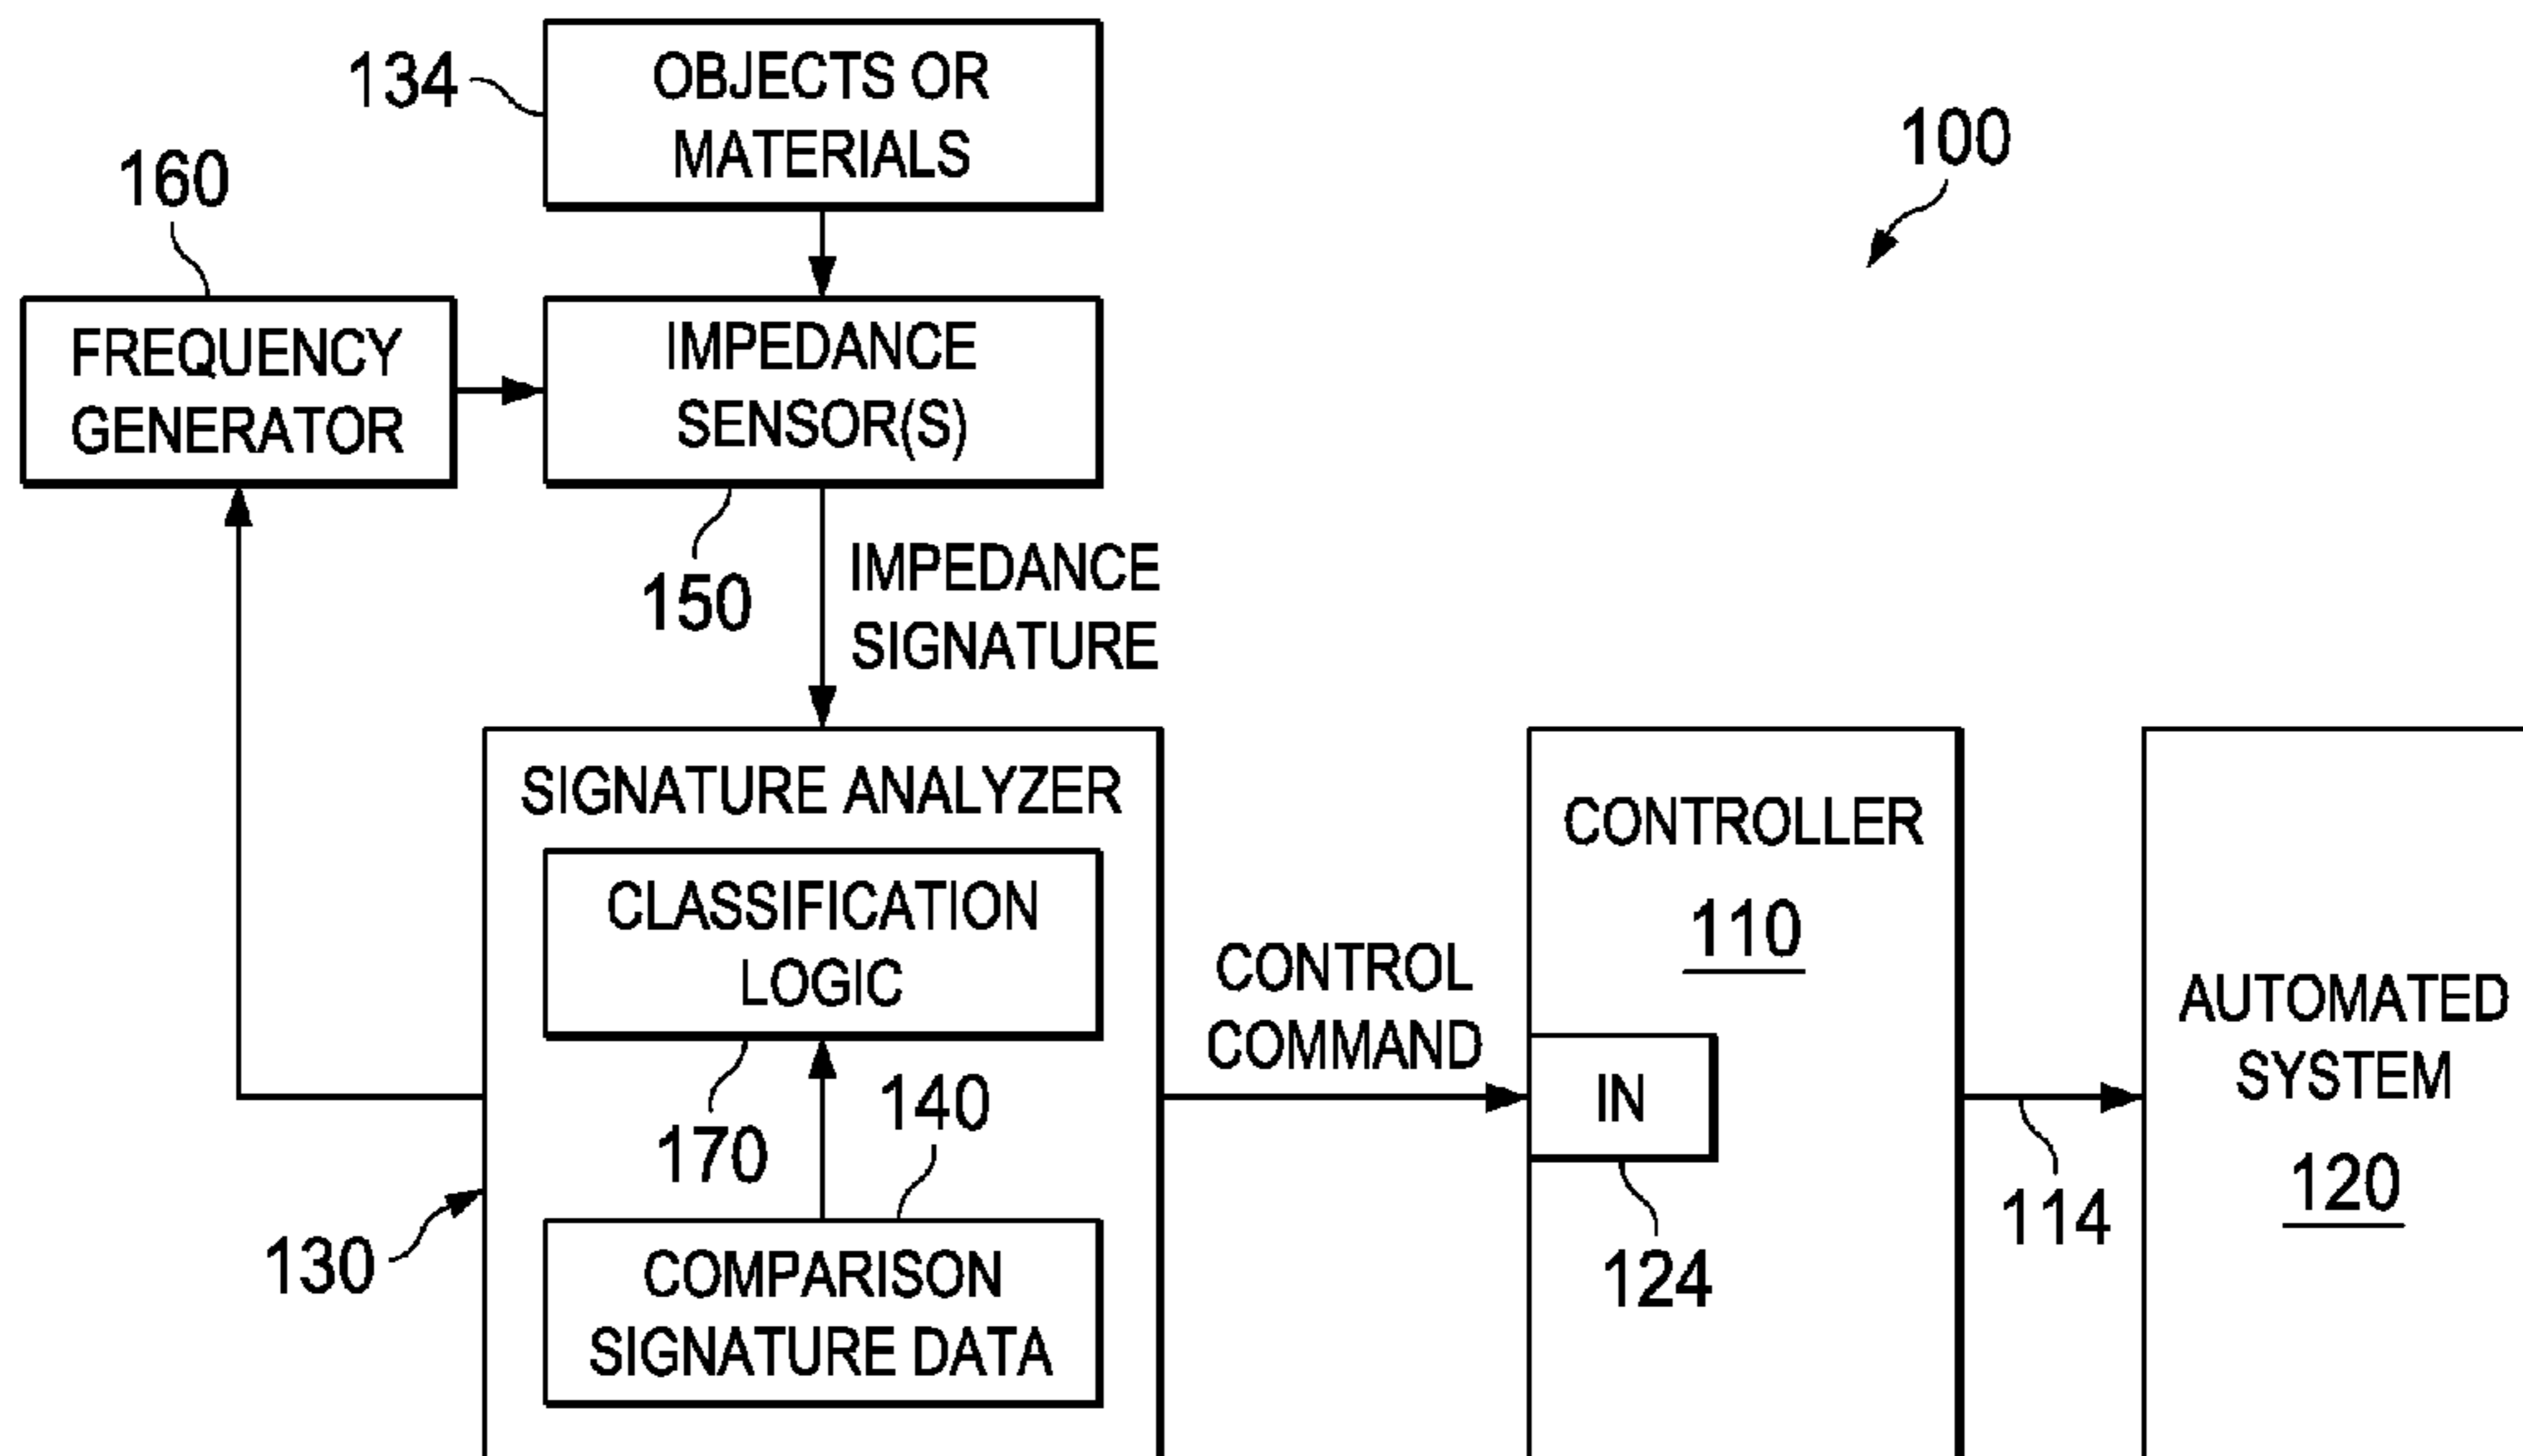 134
OBJECTS OR
MATERIALS
100
160
FREQUENCY
GENERATOR
IMPEDANCE
SENSOR(S)
150
IMPEDANCE
SIGNATURE
SIGNATURE ANALYZER
CLASSIFICATION
LOGIC
170
140
COMPARISON
SIGNATURE DATA
130
CONTROL
COMMAND
CONTROLLER
110
IN
124
114
AUTOMATED
SYSTEM
120